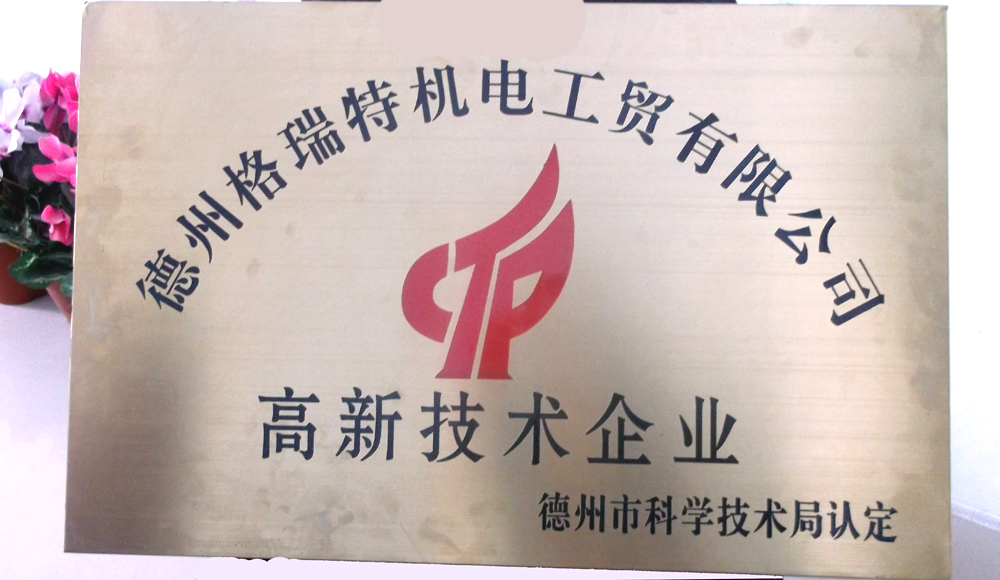 德州格瑞特机电工贸有限公司
CTP
高新技术企业
德州市科学技术局认定